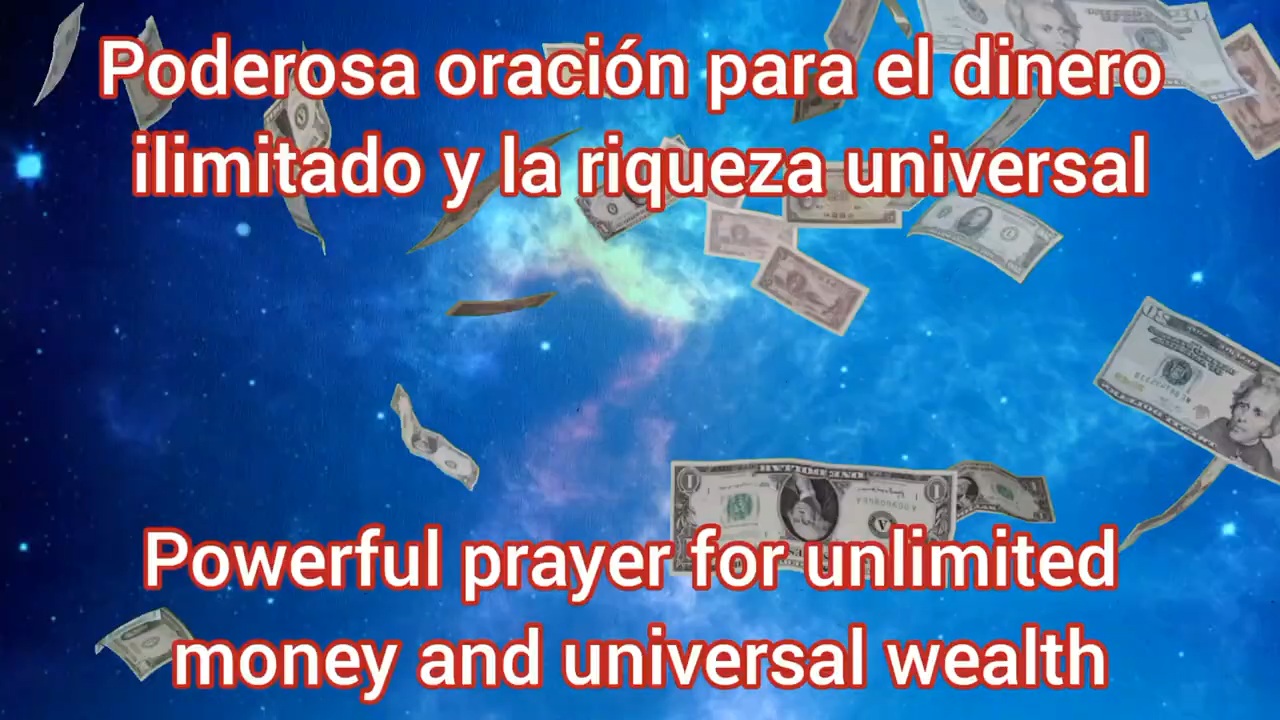 Poderosa oración para el dinero
ilimitado y la riqueza universal
Powerful prayer for unlimited
money and universal wealth